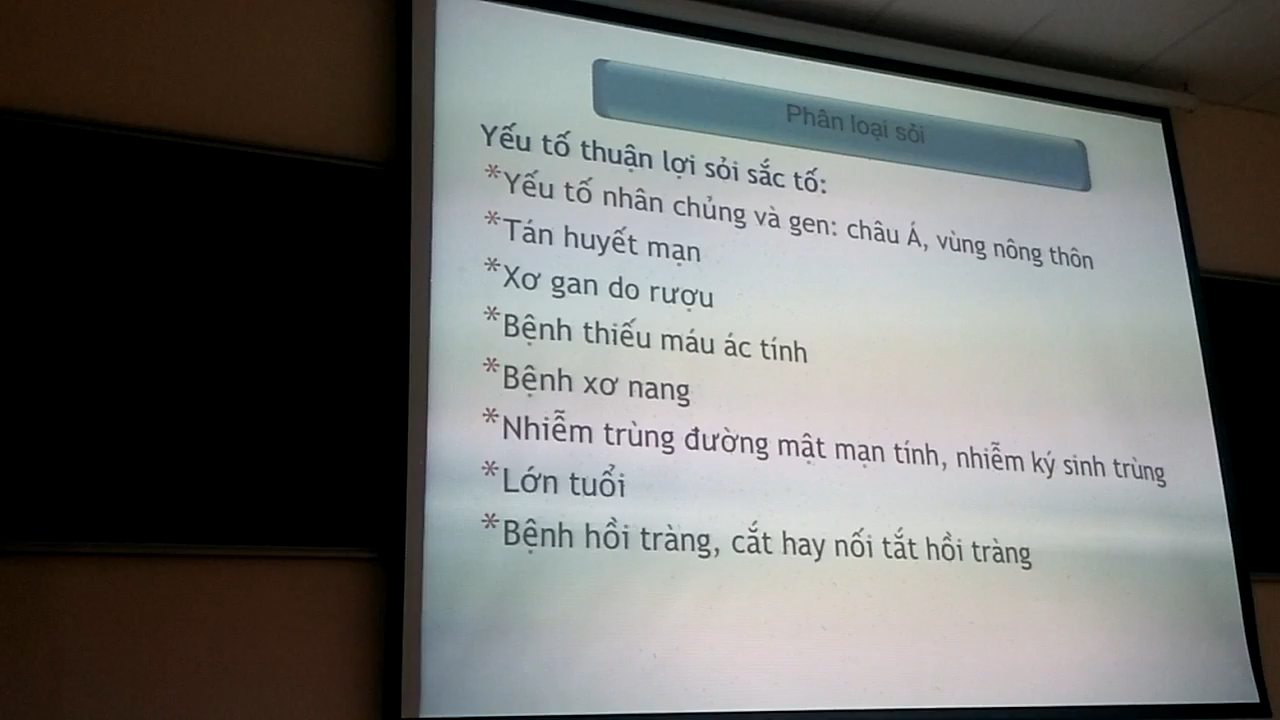 Phân loại sỏi
Yếu tố thuận lợi sỏi sắc tố:
*Yếu tố nhân chủng và gen: châu Á, vùng nông thôn
*Tán huyết mạn
*Xơ gan do rượu
*Bệnh thiếu máu ác tính
*Bệnh xơ nang
*Nhiễm trùng đường mật mạn tính, nhiễm ký sinh trùng
*Lớn tuổi
*Bệnh hồi tràng, cắt hay nối tắt hồi tràng